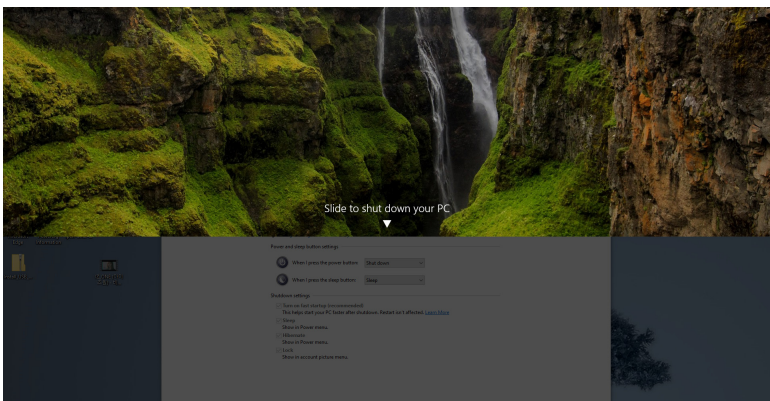 Slide to shut down your PC
Power and sleep button settings
When I press the power button: Shut down
When I press the sleep button: Sleep
Shutdown settings
Turn on fast startup (recommended)
This helps start your PC faster after shutdown. Restart isn't affected. Learn More
Sleep
Show in Power menu.
Hibernate
Show in Power menu.
Lock
Show in account picture menu.